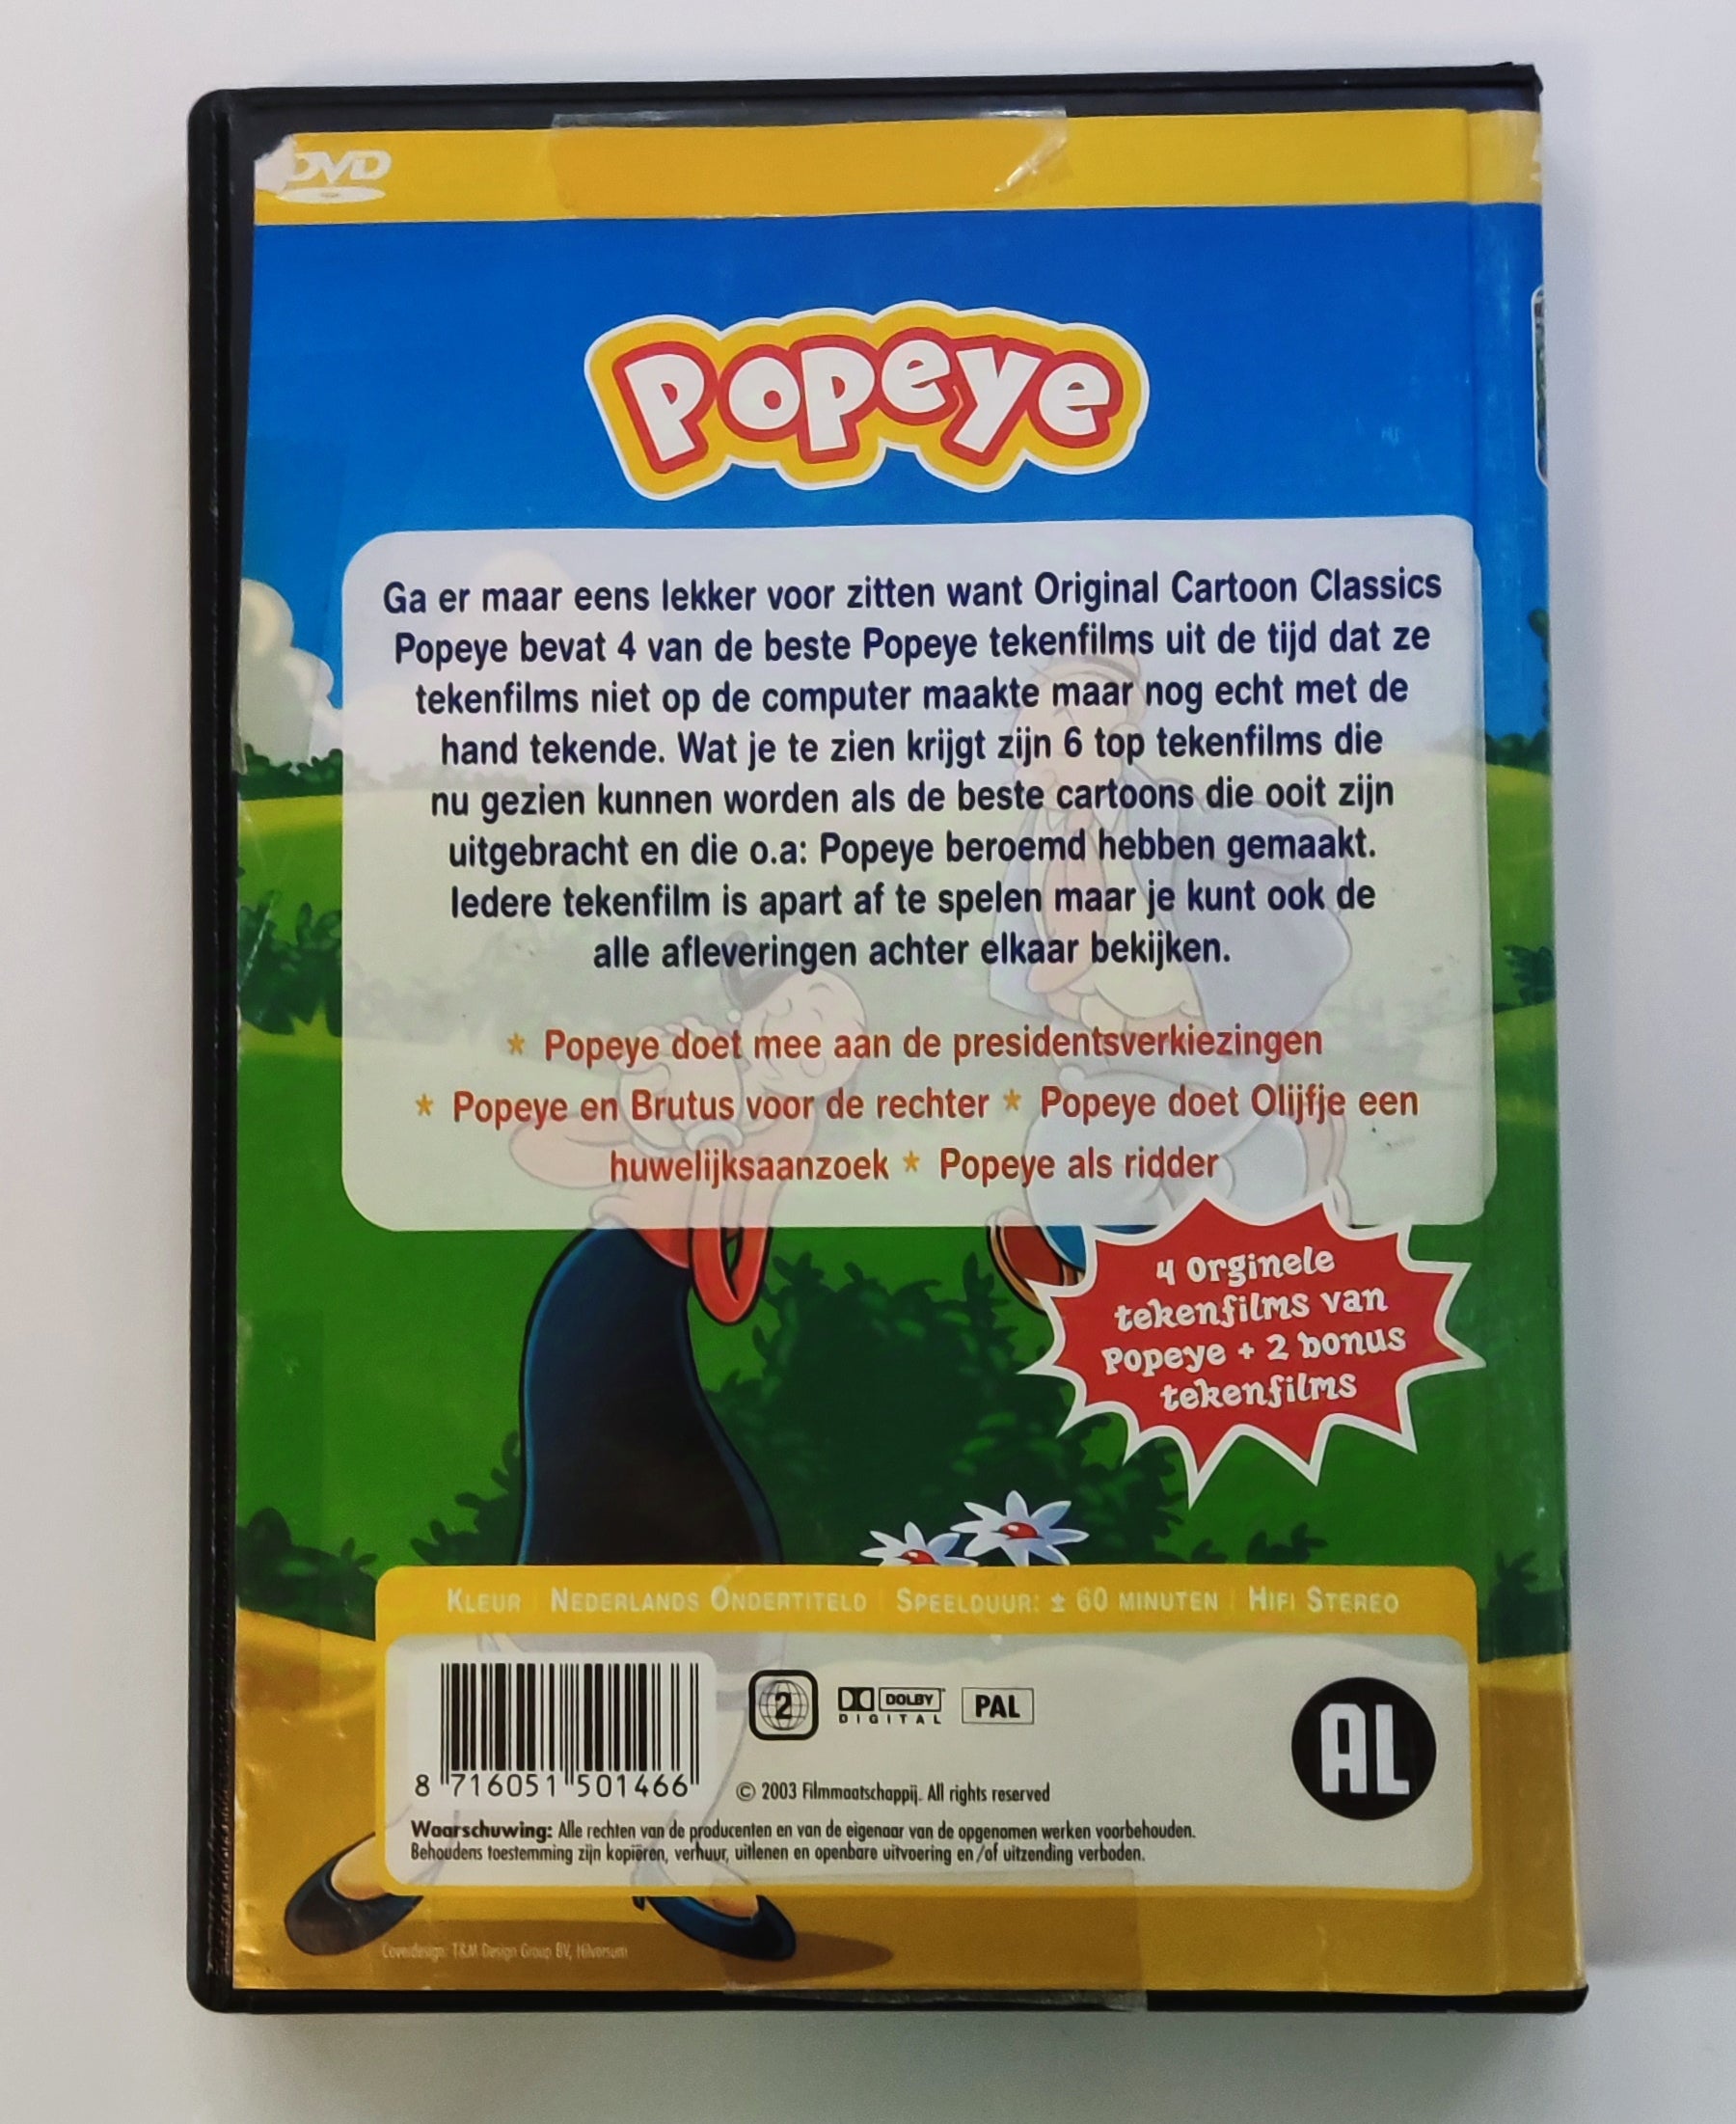 DVD
Popeye
Ga er maar eens lekker voor zitten want Original Cartoon Classics
Popeye bevat 4 van de beste Popeye tekenfilms uit de tijd dat ze
tekenfilms niet op de computer maakte maar nog echt met de
hand tekende. Wat je te zien krijgt zijn 6 top tekenfilms die
nu gezien kunnen worden als de beste cartoons die ooit zijn
uitgebracht en die o.a: Popeye beroemd hebben gemaakt.
Iedere tekenfilm is apart af te spelen maar je kunt ook de
alle afleveringen achter elkaar bekijken.
* Popeye doet mee aan de presidentsverkiezingen
* Popeye en Brutus voor de rechter * Popeye doet Olijfje een
huwelijksaanzoek * Popeye als ridder
4 orginele
tekenfilms van
Popeye + 2 bonus
tekenfilms
KLEUR | NEDERLANDS ONDERTITELD | SPEELDUUR: ± 60 MINUTEN | HIFI STEREO
2
DOLBY
DIGITAL
PAL
AL
8 716051 501466
© 2003 Filmmaatschappij. All rights reserved
Waarschuwing: Alle rechten van de producenten en van de eigenaar van de opgenomen werken voorbehouden.
Behoudens toestemming zijn kopiëren, verhuur, uitlenen en openbare uitvoering en/of uitzending verboden.
Coverdesign: T&M Design Group BV, Hilversum